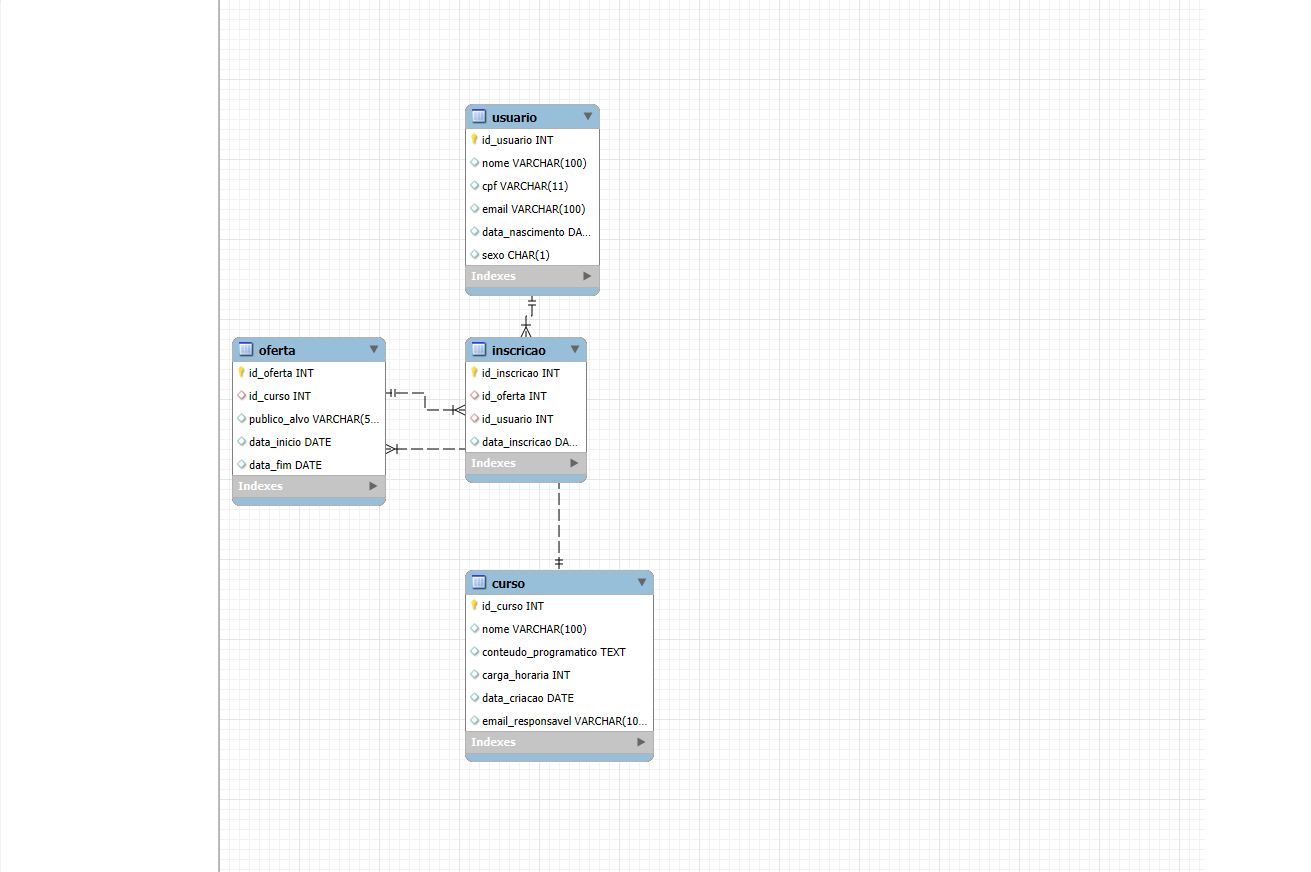 usuario
id_usuario INT
nome VARCHAR(100)
cpf VARCHAR(11)
email VARCHAR(100)
data_nascimento DA...
sexo CHAR(1)
Indexes
oferta
id_oferta INT
id_curso INT
publico_alvo VARCHAR(5...
data_inicio DATE
data_fim DATE
Indexes
inscricao
id_inscricao INT
id_oferta INT
id_usuario INT
data_inscricao DA...
Indexes
curso
id_curso INT
nome VARCHAR(100)
conteudo_programatico TEXT
carga_horaria INT
data_criacao DATE
email_responsavel VARCHAR(10...
Indexes